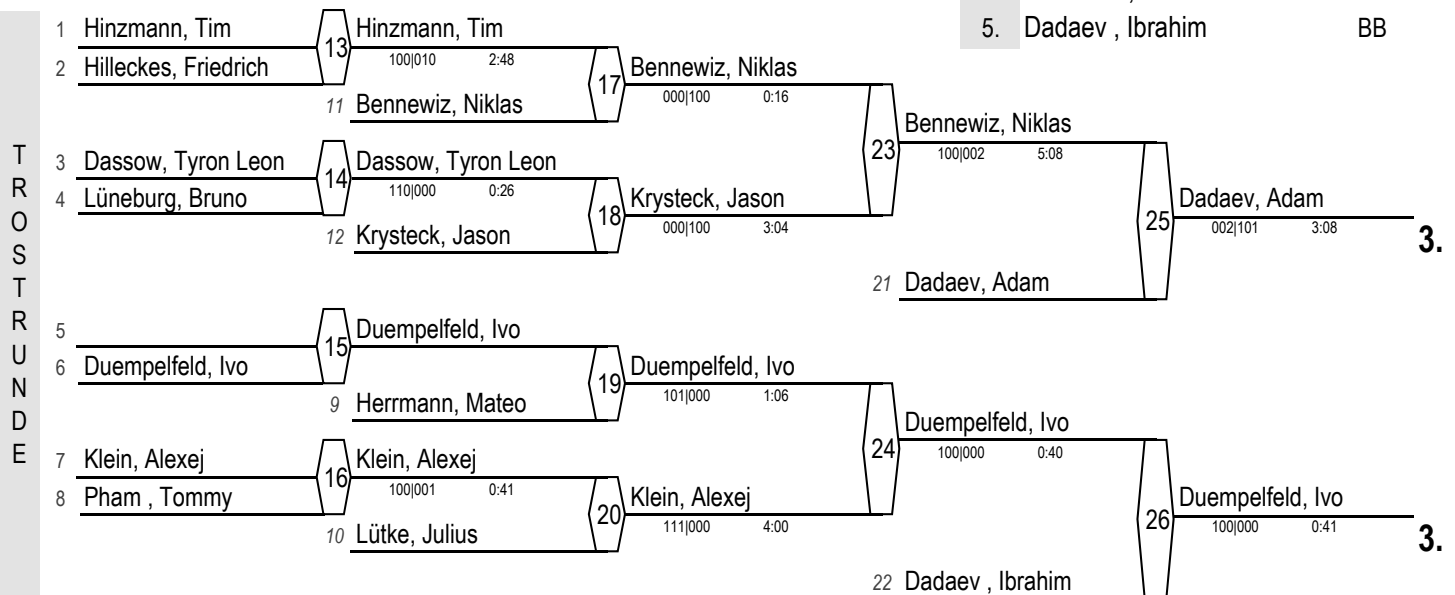 5. Dadaev , Ibrahim BB
TROSTRUNDE
1 Hinzmann, Tim
2 Hilleckes, Friedrich
13
Hinzmann, Tim
100|010 2:48
11 Bennewiz, Niklas
17
Bennewiz, Niklas
000|100 0:16
3 Dassow, Tyron Leon
4 Lüneburg, Bruno
14
Dassow, Tyron Leon
110|000 0:26
12 Krysteck, Jason
18
Krysteck, Jason
000|100 3:04
23
Bennewiz, Niklas
100|002 5:08
21 Dadaev, Adam
25
Dadaev, Adam
002|101 3:08
3.
5
6 Duempelfeld, Ivo
15
Duempelfeld, Ivo
9 Herrmann, Mateo
19
Duempelfeld, Ivo
101|000 1:06
7 Klein, Alexej
8 Pham , Tommy
16
Klein, Alexej
100|001 0:41
10 Lütke, Julius
20
Klein, Alexej
111|000 4:00
24
Duempelfeld, Ivo
100|000 0:40
22 Dadaev , Ibrahim
26
Duempelfeld, Ivo
100|000 0:41
3.